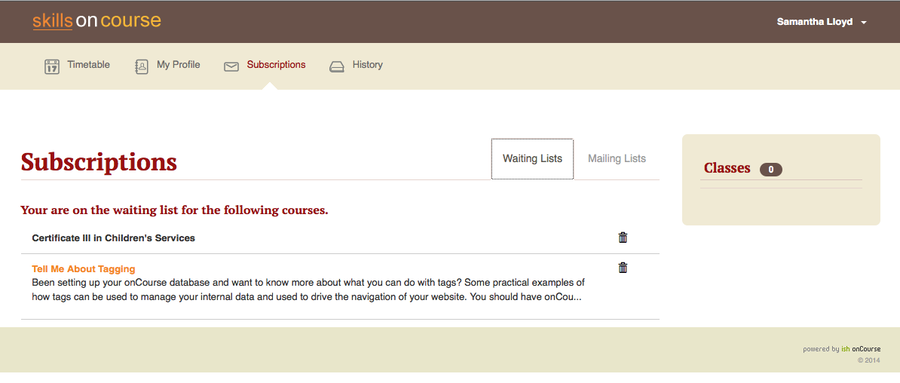 skills on course
Samantha Lloyd
17
Timetable
My Profile
Subscriptions
History
Subscriptions
Waiting Lists
Mailing Lists
Classes 0
Your are on the waiting list for the following courses.
Certificate III in Children's Services
Tell Me About Tagging
Been setting up your onCourse database and want to know more about what you can do with tags? Some practical examples of
how tags can be used to manage your internal data and used to drive the navigation of your website. You should have onCou...
powered by ish onCourse
© 2014